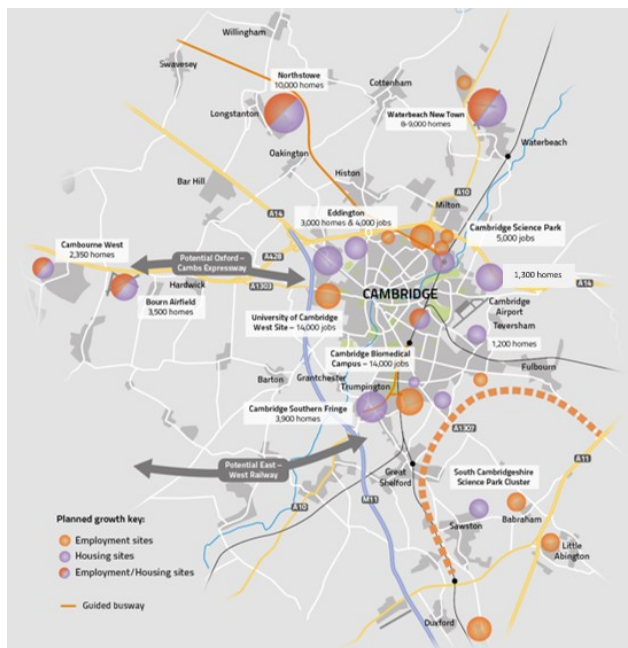 Willingham
Swavesey
Northstowe
10,000 homes
Cottenham
Longstanton
Waterbeach New Town
8-9,000 homes
Oakington
Waterbeach
Histon
Bar Hill
A10
Milton
Eddington
3,000 homes & 4,000 jobs
A14
Cambridge Science Park
5,000 jobs
Cambourne West
2,350 homes
Potential Oxford –
Cambs Expressway
A428
1,300 homes
A14
Hardwick
A1303
Bourn Airfield
3,500 homes
CAMBRIDGE
Cambridge
Airport
University of Cambridge
West Site – 14,000 jobs
Teversham
1,200 homes
Cambridge Biomedical
Campus – 14,000 jobs
Fulbourn
Barton
Grantchester
Trumpington
Cambridge Southern Fringe
3,900 homes
A1307
Potential East –
West Railway
A11
Great
Shelford
South Cambridgeshire
Science Park Cluster
M11
A10
Planned growth key:
Employment sites
Housing sites
Employment/Housing sites
Guided busway
Sawston
Babraham
Little
Abington
Duxford